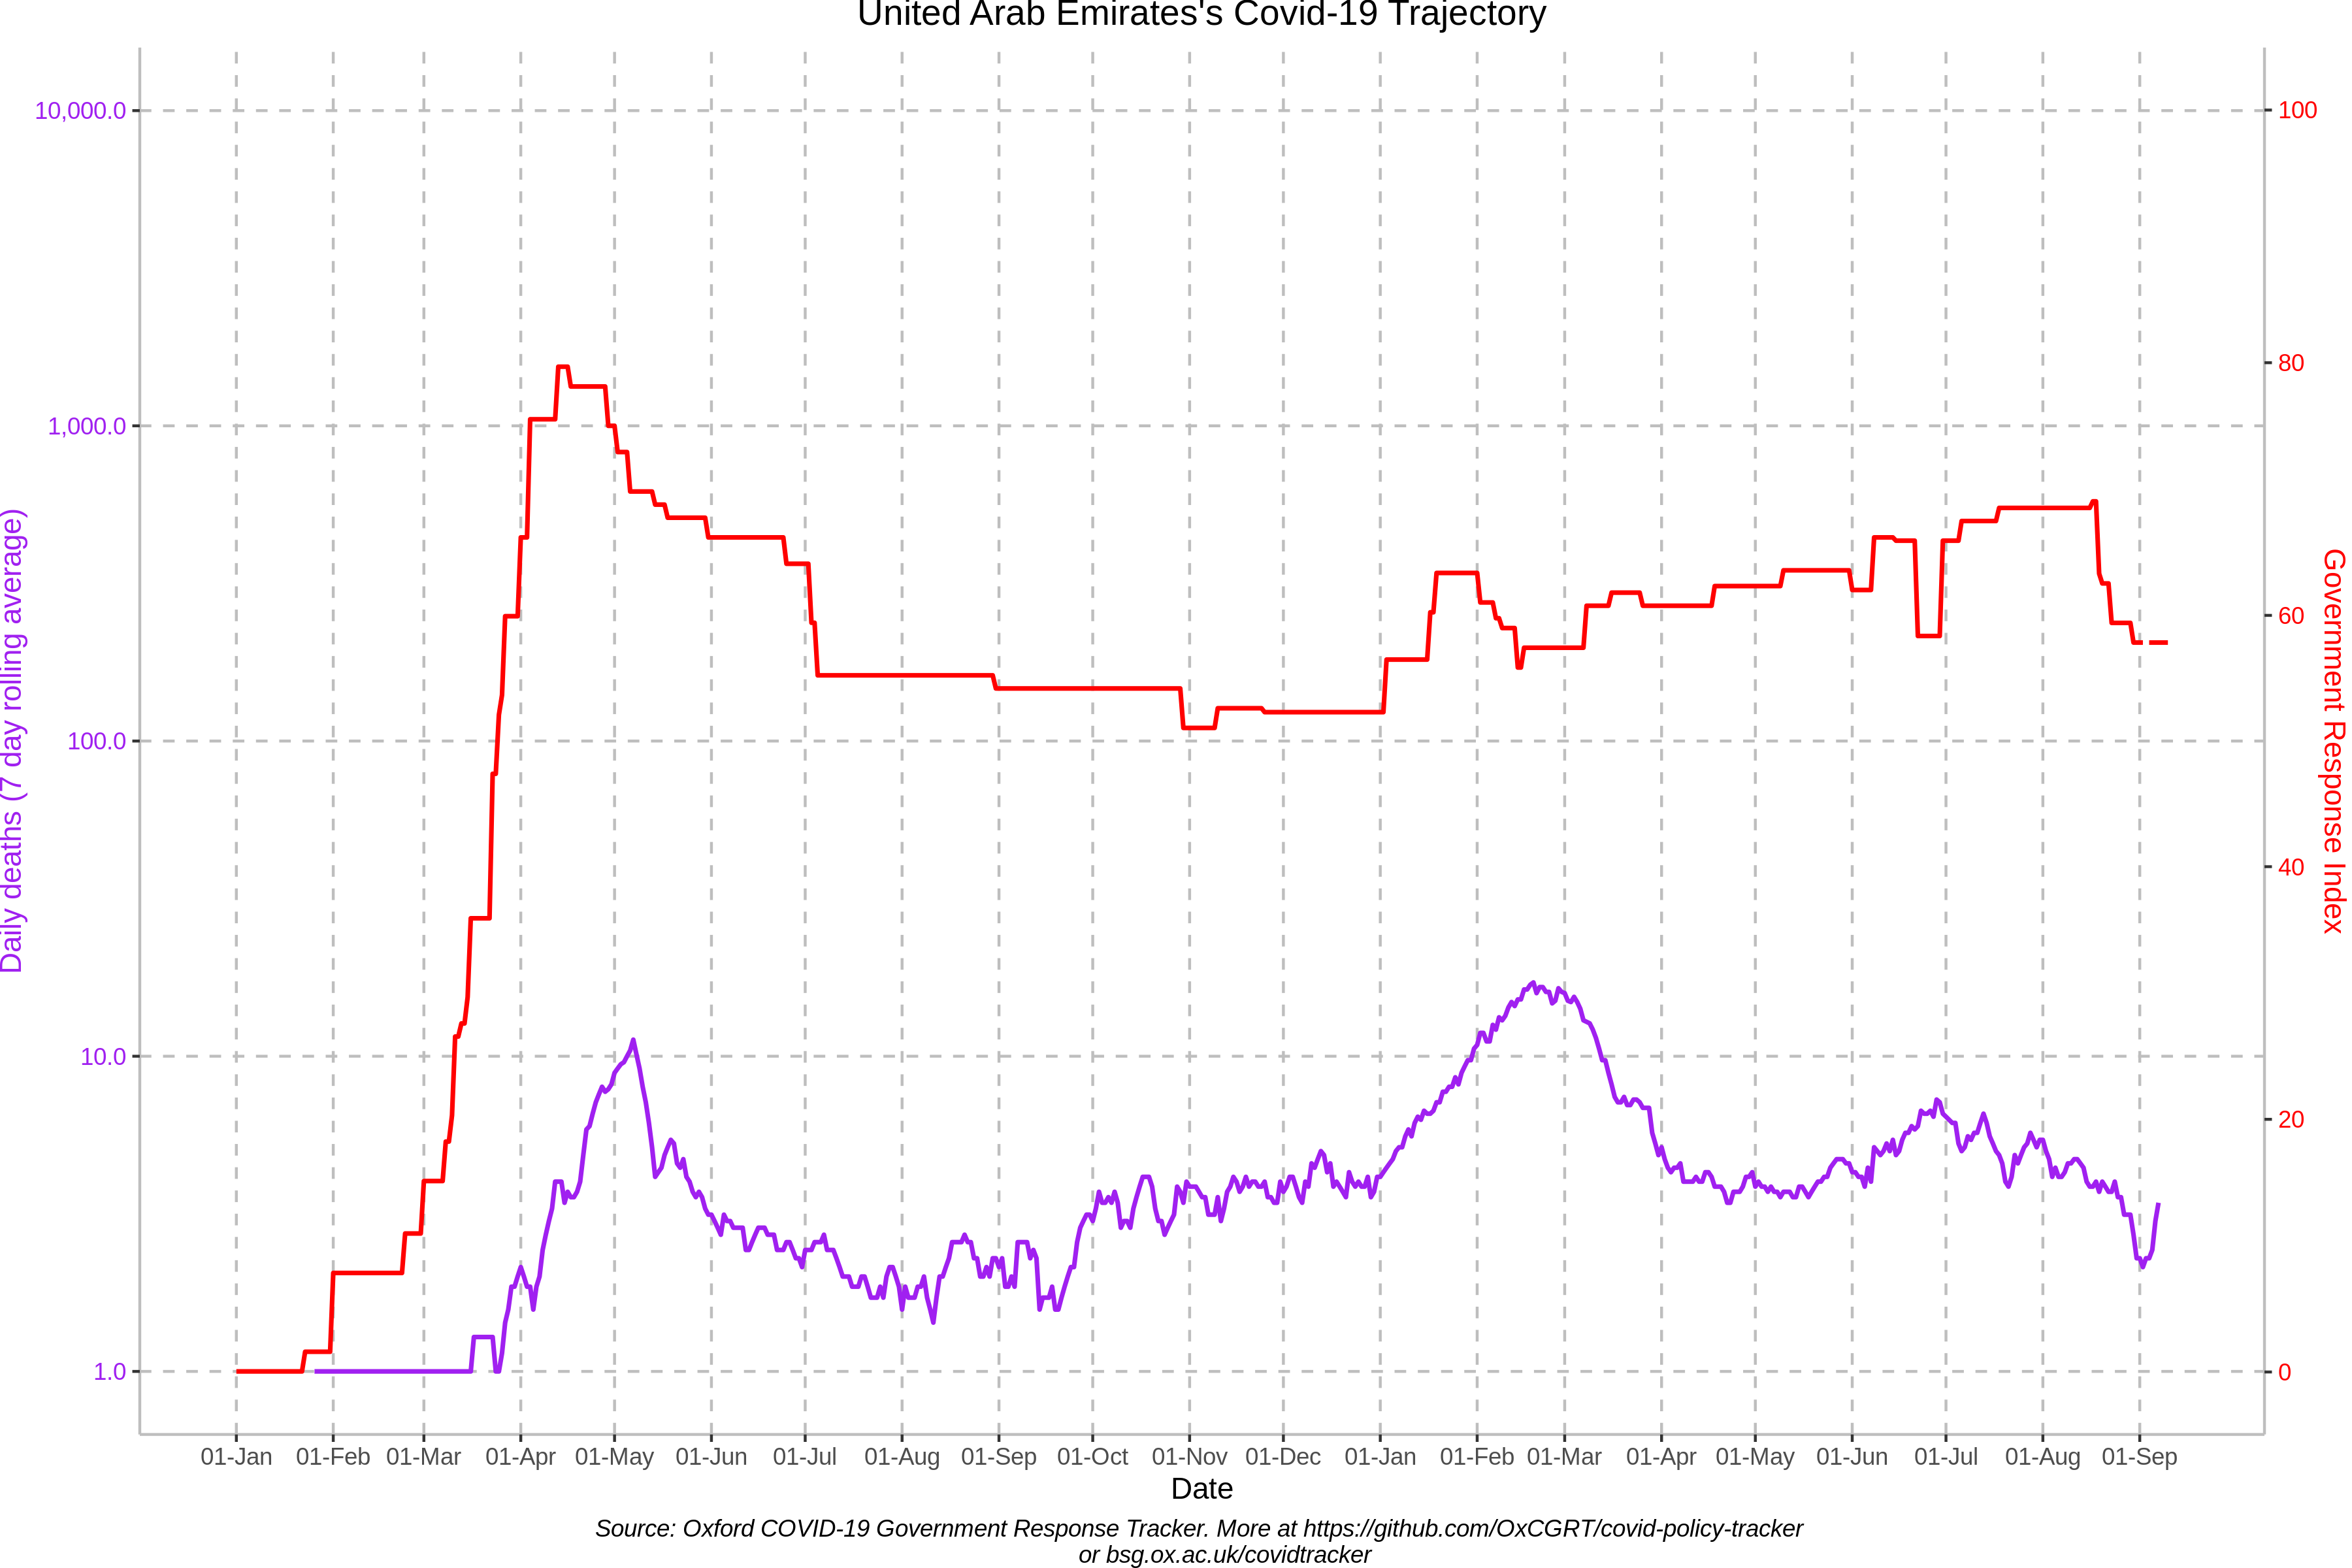 United Arab Emirates's Covid-19 Trajectory
10,000.0
1,000.0
100.0
10.0
1.0
Daily deaths (7 day rolling average)
100
80
60
40
20
0
Government Response Index
01-Jan 01-Feb 01-Mar 01-Apr 01-May 01-Jun 01-Jul 01-Aug 01-Sep 01-Oct 01-Nov 01-Dec 01-Jan 01-Feb 01-Mar 01-Apr 01-May 01-Jun 01-Jul 01-Aug 01-Sep
Date
Source: Oxford COVID-19 Government Response Tracker. More at https://github.com/OxCGRT/covid-policy-tracker
or bsg.ox.ac.uk/covidtracker